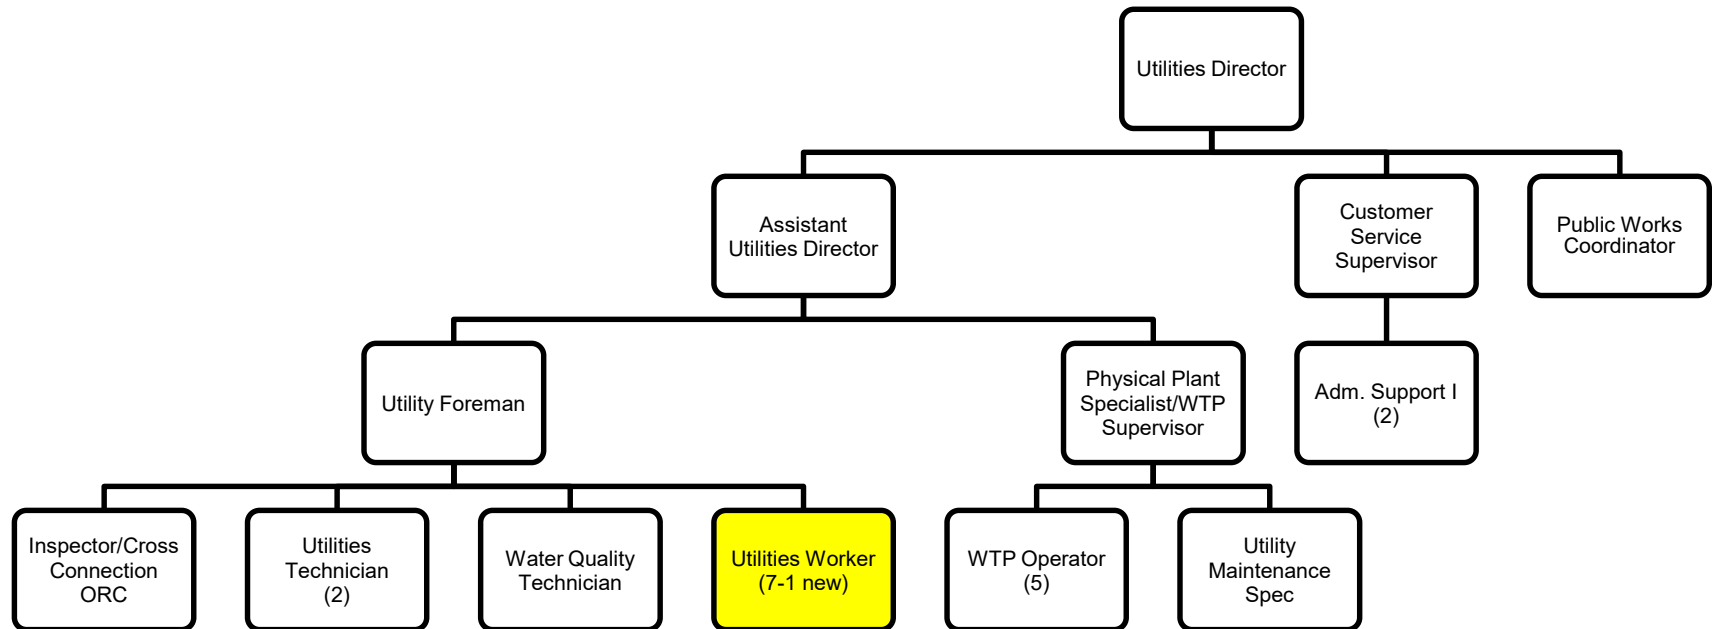 Utilities Director
Assistant
Utilities Director
Customer
Service
Supervisor
Public Works
Coordinator
Utility Foreman
Physical Plant
Specialist/WTP
Supervisor
Adm. Support I
(2)
Inspector/Cross
Connection
ORC
Utilities
Technician
(2)
Water Quality
Technician
Utilities Worker
(7-1 new)
WTP Operator
(5)
Utility
Maintenance
Spec